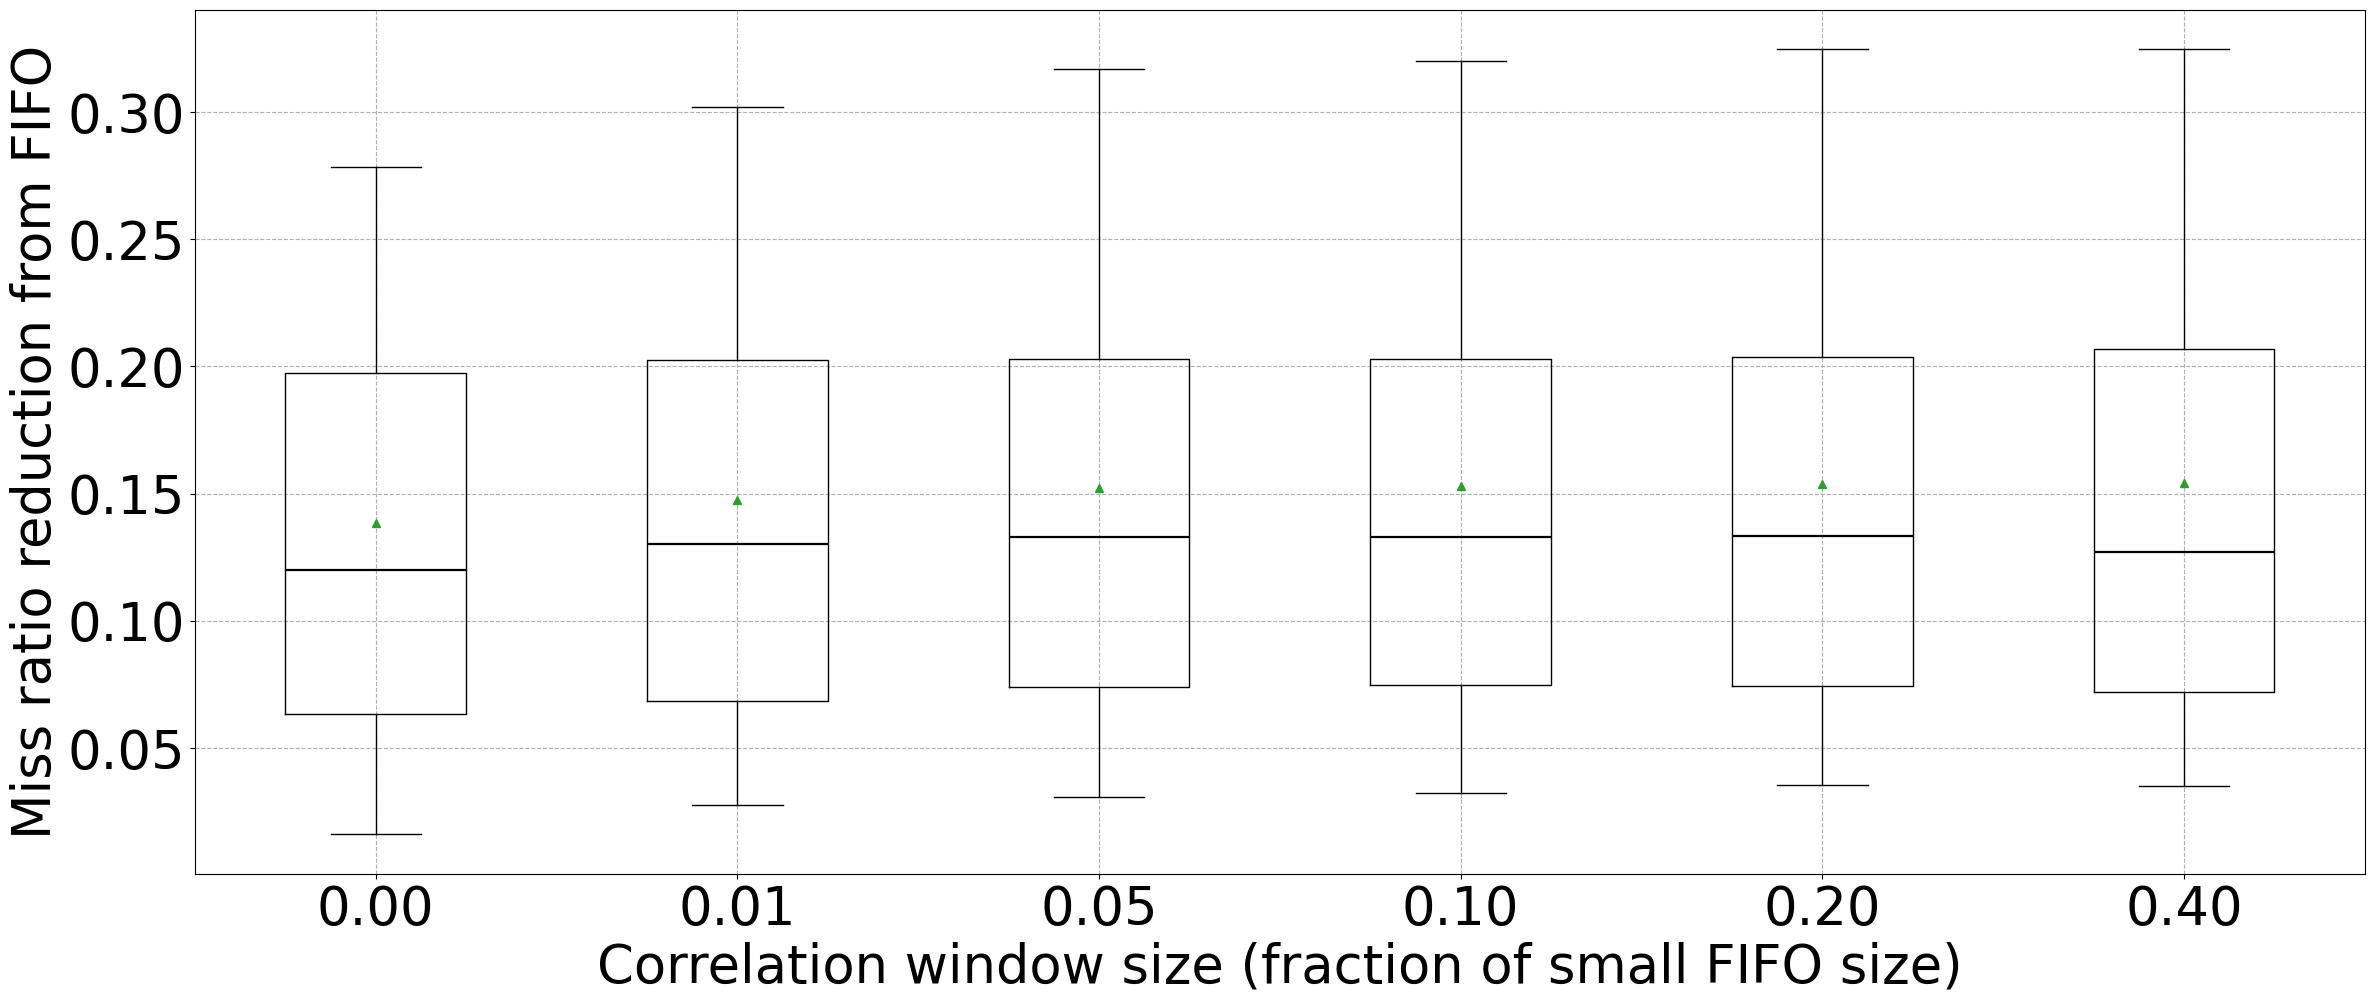 Miss ratio reduction from FIFO
0.30
0.25
0.20
0.15
0.10
0.05
0.00 0.01 0.05 0.10 0.20 0.40
Correlation window size (fraction of small FIFO size)